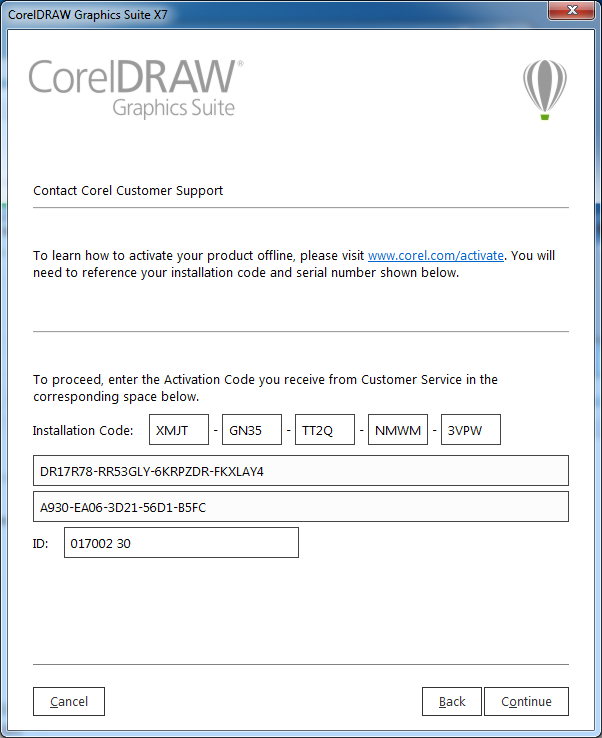 CorelDRAW Graphics Suite X7
CorelDRAW®
Graphics Suite
Contact Corel Customer Support
To learn how to activate your product offline, please visit www.corel.com/activate. You will
need to reference your installation code and serial number shown below.
To proceed, enter the Activation Code you receive from Customer Service in the
corresponding space below.
Installation Code: XMJT - GN35 - TT2Q - NMWM - 3VPW
DR17R78-RR53GLY-6KRPZDR-FKXLAY4
A930-EA06-3D21-56D1-B5FC
ID: 017002 30
Cancel Back Continue